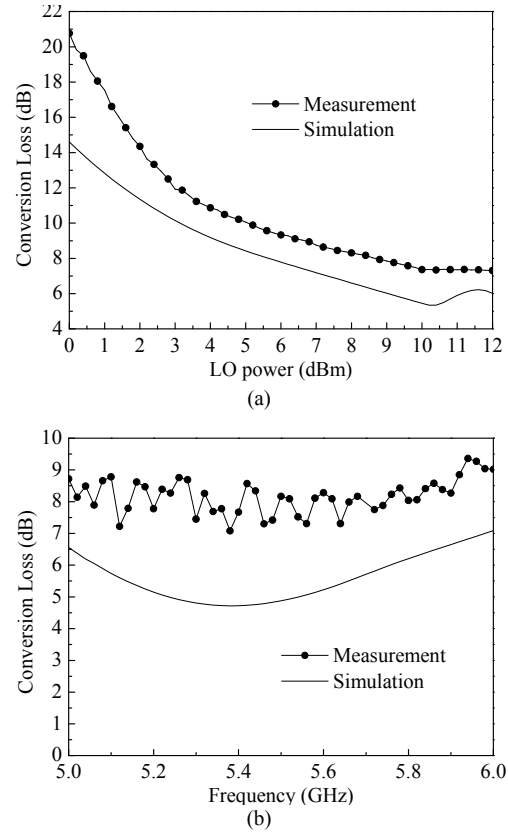 22
20
18
16
14
12
10
8
6
4
Conversion Loss (dB)
Measurement
Simulation
0 1 2 3 4 5 6 7 8 9 10 11 12
LO power (dBm)
(a)
10
9
8
7
6
5
4
3
2
1
0
Conversion Loss (dB)
Measurement
Simulation
5.0 5.2 5.4 5.6 5.8 6.0
Frequency (GHz)
(b)